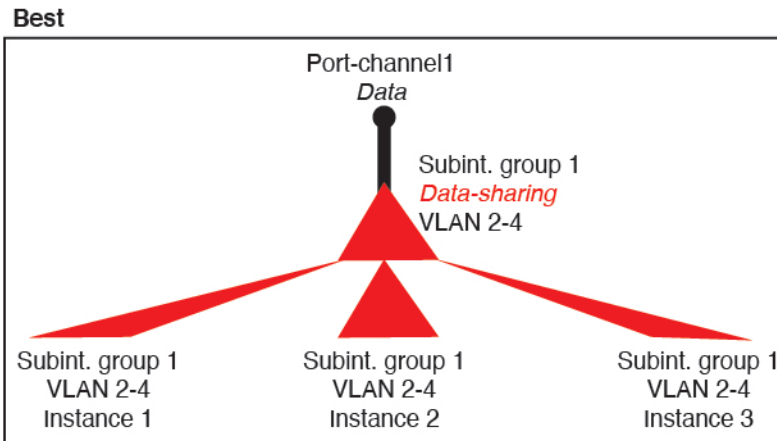 Best
Port-channel1
Data
Subint. group 1
Data-sharing
VLAN 2-4
Subint. group 1
VLAN 2-4
Instance 1
Subint. group 1
VLAN 2-4
Instance 2
Subint. group 1
VLAN 2-4
Instance 3